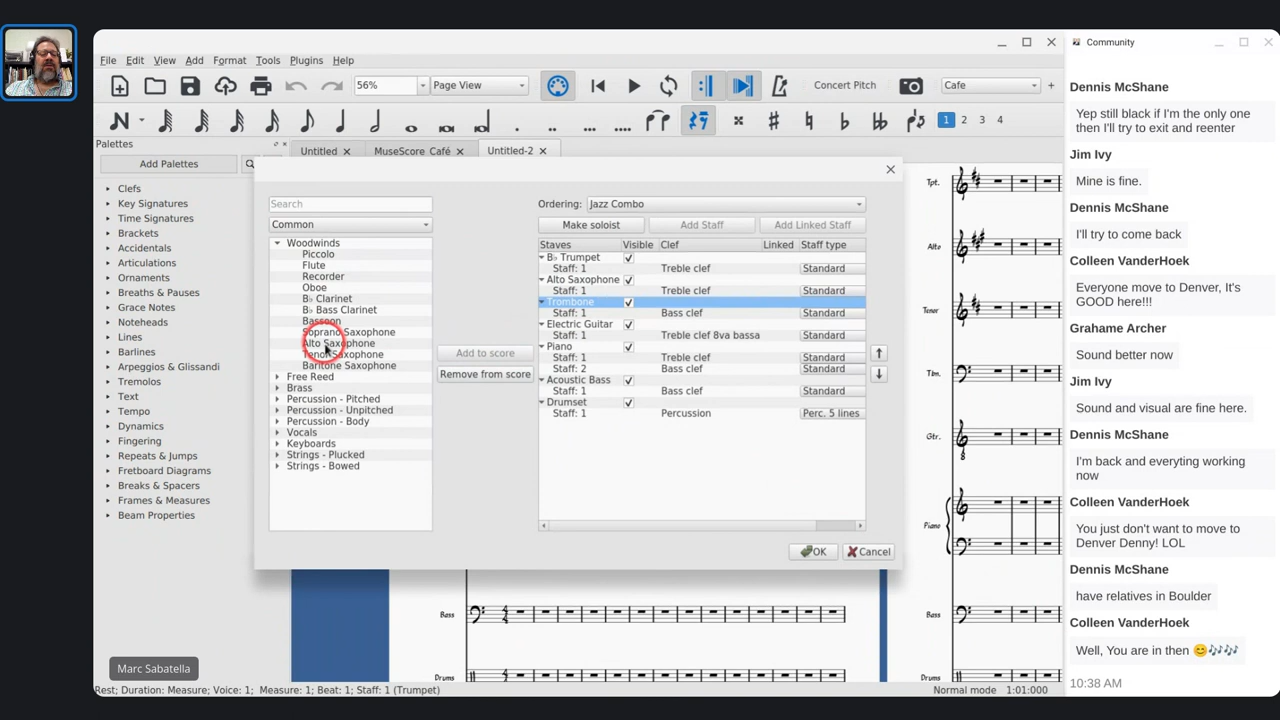 Community
File Edit View Add Format Tools Plugins Help
56% Page View Concert Pitch Cafe +
1 2 3 4
Palettes
Add Palettes
Untitled MuseScore Café Untitled-2
Clefs
Key Signatures
Time Signatures
Brackets
Accidentals
Articulations
Ornaments
Breaths & Pauses
Grace Notes
Noteheads
Lines
Barlines
Arpeggios & Glissandi
Tremolos
Text
Tempo
Dynamics
Fingering
Repeats & Jumps
Fretboard Diagrams
Breaks & Spacers
Frames & Measures
Beam Properties
Search
Common
Woodwinds
Piccolo
Flute
Recorder
Oboe
B♭ Clarinet
B♭ Bass Clarinet
Bassoon
Soprano Saxophone
Alto Saxophone
Tenor Saxophone
Baritone Saxophone
Free Reed
Brass
Percussion - Pitched
Percussion - Unpitched
Percussion - Body
Vocals
Keyboards
Strings - Plucked
Strings - Bowed
Add to score
Remove from score
Ordering: Jazz Combo
Make soloist Add Staff Add Linked Staff
Staves Visible Clef Linked Staff type
B♭ Trumpet
Staff: 1 Treble clef Standard
Alto Saxophone
Staff: 1 Treble clef Standard
Trombone
Staff: 1 Bass clef Standard
Electric Guitar
Staff: 1 Treble clef 8va bassa Standard
Piano
Staff: 1 Treble clef Standard
Staff: 2 Bass clef Standard
Acoustic Bass
Staff: 1 Bass clef Standard
Drumset
Staff: 1 Percussion Perc. 5 lines
OK Cancel
Tpt.
Alto
Tenor
Tbn.
Gtr.
8
Piano
Bass
Drums
Bass
4
4
Drums
Marc Sabatella
Rest; Duration: Measure; Voice: 1; Measure: 1; Beat: 1; Staff: 1 (Trumpet) Normal mode 1:01:000
Dennis McShane
Yep still black if I'm the only one
then I'll try to exit and reenter
Jim Ivy
Mine is fine.
Dennis McShane
I'll try to come back
Colleen VanderHoek
Everyone move to Denver, It's
GOOD here!!!
Grahame Archer
Sound better now
Jim Ivy
Sound and visual are fine here.
Dennis McShane
I'm back and everyting working
now
Colleen VanderHoek
You just don't want to move to
Denver Denny! LOL
Dennis McShane
have relatives in Boulder
Colleen VanderHoek
Well, You are in then 😊🎶🎶
10:38 AM